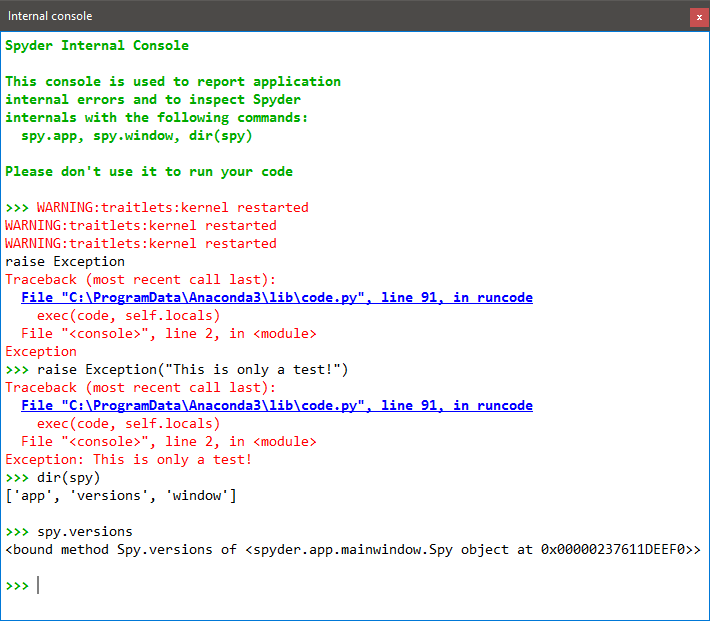 Internal console
x
Spyder Internal Console
This console is used to report application
internal errors and to inspect Spyder
internals with the following commands:
  spy.app, spy.window, dir(spy)
Please don't use it to run your code
>>> WARNING:traitlets:kernel restarted
WARNING:traitlets:kernel restarted
WARNING:traitlets:kernel restarted
raise Exception
Traceback (most recent call last):
  File "C:\ProgramData\Anaconda3\lib\code.py", line 91, in runcode
    exec(code, self.locals)
  File "<console>", line 2, in <module>
Exception
>>> raise Exception("This is only a test!")
Traceback (most recent call last):
  File "C:\ProgramData\Anaconda3\lib\code.py", line 91, in runcode
    exec(code, self.locals)
  File "<console>", line 2, in <module>
Exception: This is only a test!
>>> dir(spy)
['app', 'versions', 'window']
>>> spy.versions
<bound method Spy.versions of <spyder.app.mainwindow.Spy object at 0x00000237611DEEF0>>
>>>